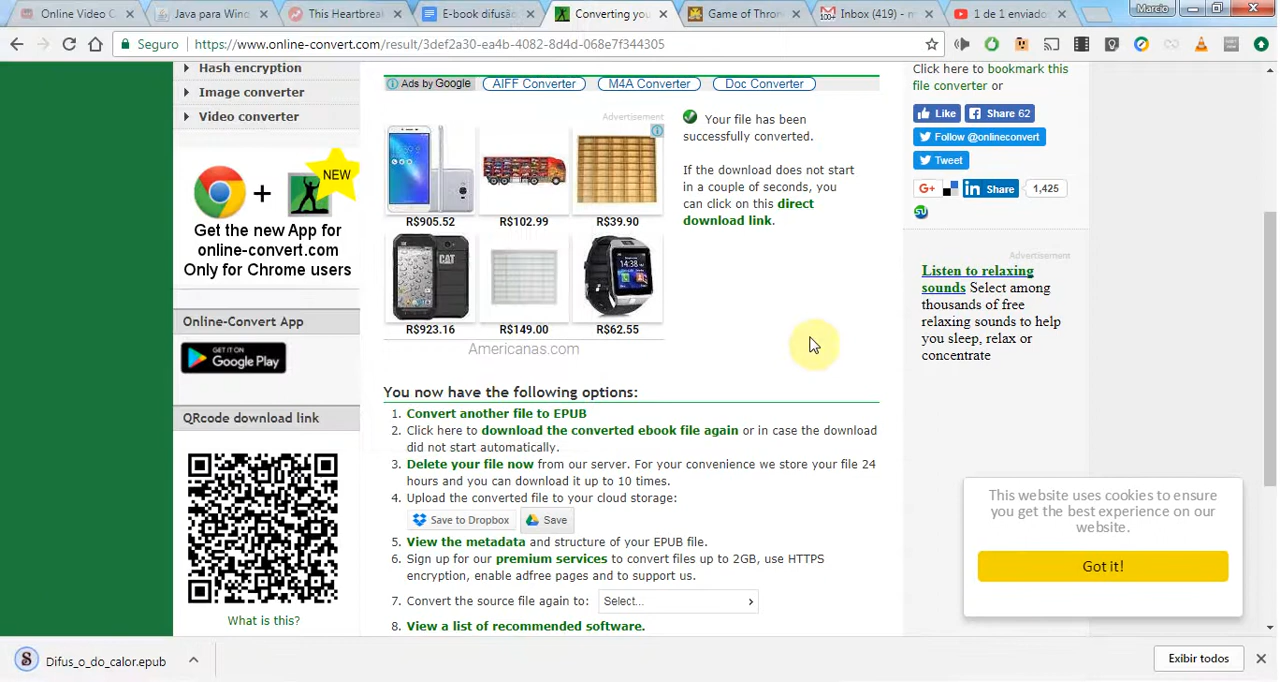 Online Video C
Java para Wind
This Heartbreak
E-book difusão
Converting you
Game of Thron
Inbox (419) - m
1 de 1 enviado
Marcio
Seguro
https://www.online-convert.com/result/3def2a30-ea4b-4082-8d4d-068e7f344305
Hash encryption
Image converter
Video converter
NEW
Get the new App for
online-convert.com
Only for Chrome users
Online-Convert App
GET IT ON
Google Play
QRcode download link
What is this?
Ads by Google
AIFF Converter
M4A Converter
Doc Converter
Advertisement
R$905.52
R$102.99
R$39.90
CAT
14:38
R$923.16
R$149.00
R$62.55
Americanas.com
Your file has been
successfully converted.
If the download does not start
in a couple of seconds, you
can click on this direct
download link.
You now have the following options:
1. Convert another file to EPUB
2. Click here to download the converted ebook file again or in case the download
did not start automatically.
3. Delete your file now from our server. For your convenience we store your file 24
hours and you can download it up to 10 times.
4. Upload the converted file to your cloud storage:
Save to Dropbox
Save
5. View the metadata and structure of your EPUB file.
6. Sign up for our premium services to convert files up to 2GB, use HTTPS
encryption, enable adfree pages and to support us.
7. Convert the source file again to: Select...
8. View a list of recommended software.
Click here to bookmark this
file converter or
Like
Share 62
Follow @onlineconvert
Tweet
G+
in Share
1,425
Advertisement
Listen to relaxing
sounds Select among
thousands of free
relaxing sounds to help
you sleep, relax or
concentrate
This website uses cookies to ensure
you get the best experience on our
website.
Got it!
Difus_o_do_calor.epub
Exibir todos